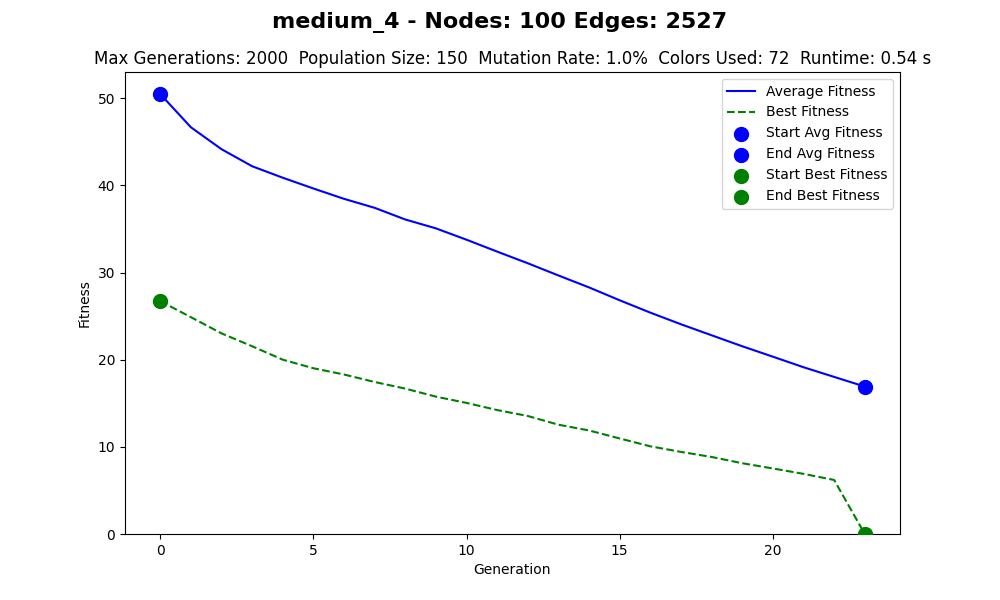 medium_4 - Nodes: 100 Edges: 2527
Max Generations: 2000  Population Size: 150  Mutation Rate: 1.0%  Colors Used: 72  Runtime: 0.54 s
Average Fitness
Best Fitness
Start Avg Fitness
End Avg Fitness
Start Best Fitness
End Best Fitness
50
40
30
20
10
0
Fitness
0 5 10 15 20
Generation